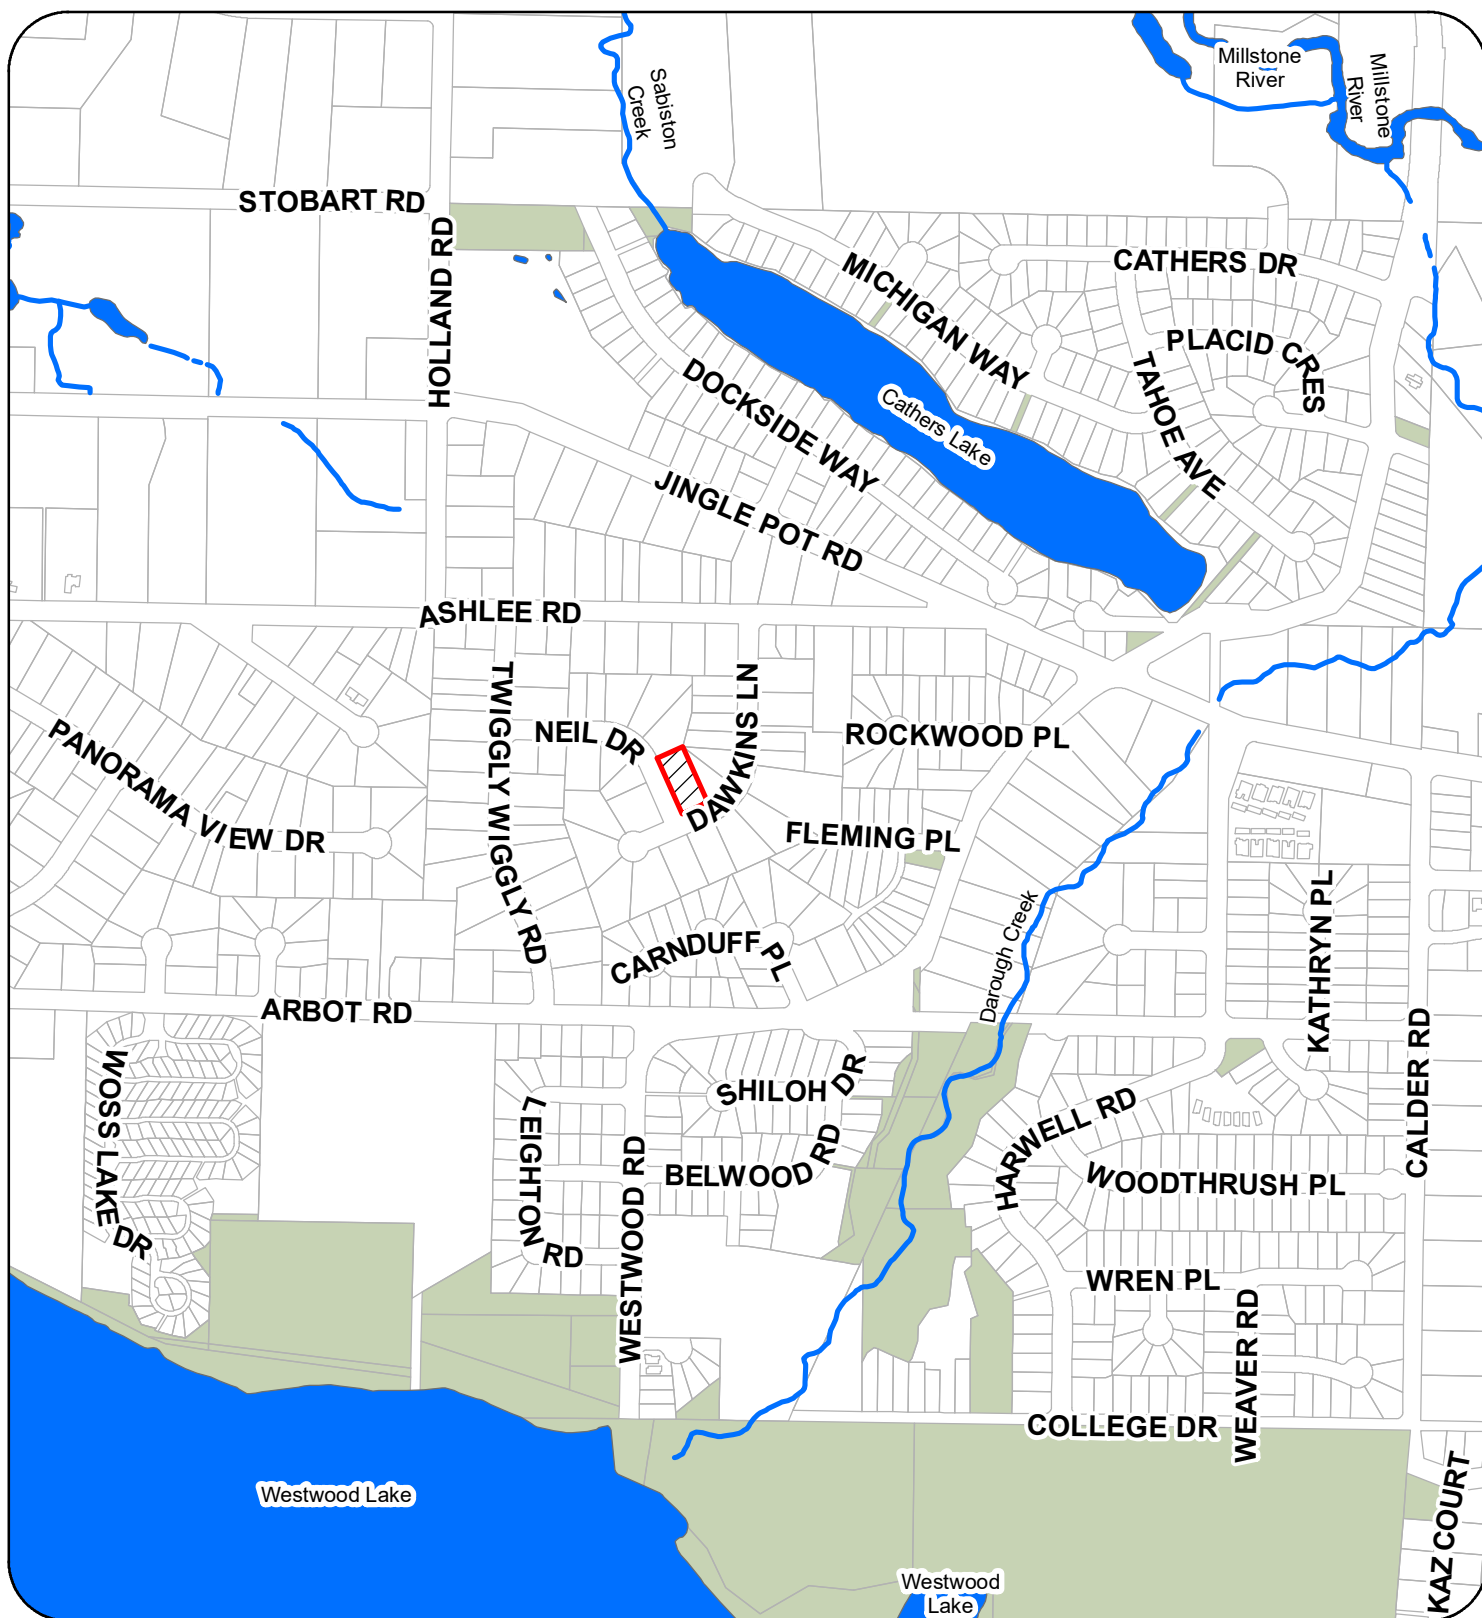 Millstone
River
Millstone
River
Sabiston
Creek
STOBART RD
HOLLAND RD
MICHIGAN WAY
CATHERS DR
PLACID CRES
TAHOE AVE
DOCKSIDE WAY
Cathers Lake
JINGLE POT RD
ASHLEE RD
TWIGGLY WIGGLY RD
NEIL DR
DAWKINS LN
ROCKWOOD PL
PANORAMA VIEW DR
FLEMING PL
CARNDUFF PL
Darough Creek
KATHRYN PL
ARBOT RD
CALDER RD
WOSS LAKE DR
LEIGHTON RD
WESTWOOD RD
SHILOH DR
BELWOOD RD
HARWELL RD
WOODTHRUSH PL
WREN PL
WEAVER RD
COLLEGE DR
KAZ COURT
Westwood Lake
Westwood
Lake